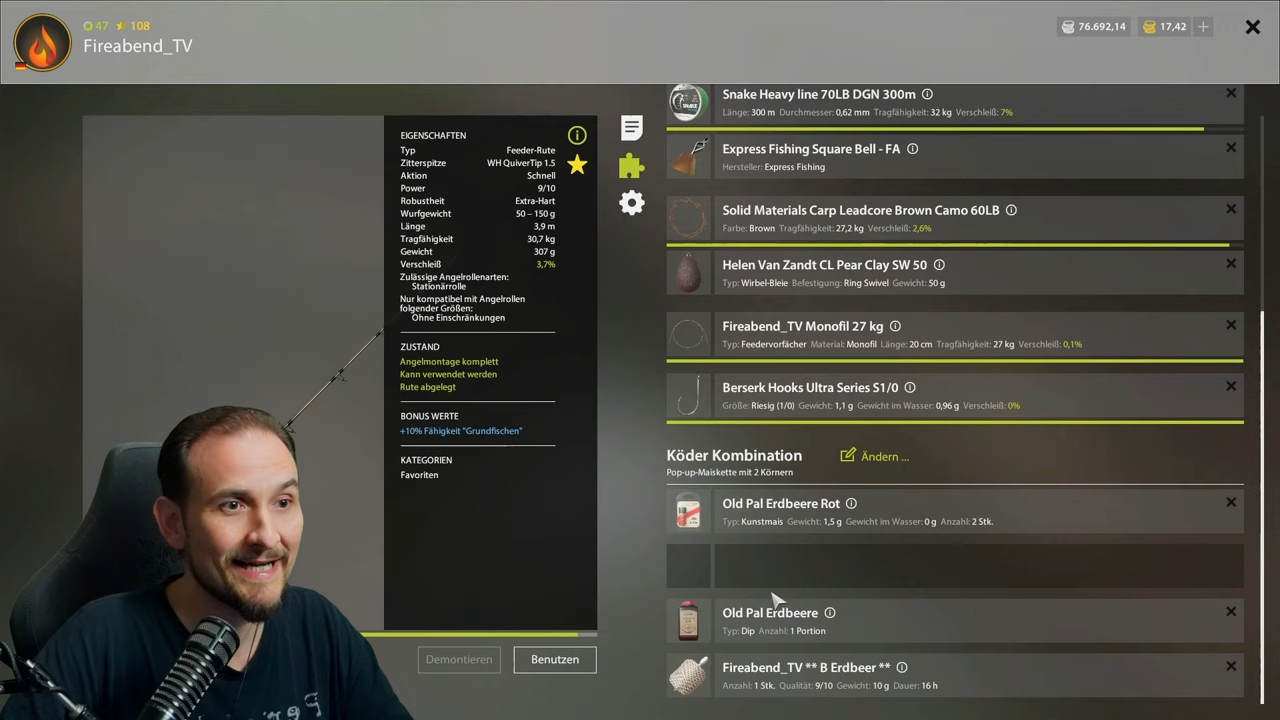 47 108
Fireabend_TV
76.692,14
17,42
EIGENSCHAFTEN
Typ Feeder-Rute
Zitterspitze WH QuiverTip 1.5
Aktion Schnell
Power 9/10
Robustheit Extra-Hart
Wurfgewicht 50 – 150 g
Länge 3,9 m
Tragfähigkeit 30,7 kg
Gewicht 307 g
Verschleiß 3,7%
Zulässige Angelrollenarten:
Stationärrolle
Nur kompatibel mit Angelrollen
folgender Größen:
Ohne Einschränkungen
ZUSTAND
Angelmontage komplett
Kann verwendet werden
Rute abgelegt
BONUS WERTE
+10% Fähigkeit "Grundfischen"
KATEGORIEN
Favoriten
Demontieren
Benutzen
Snake Heavy line 70LB DGN 300m
Länge: 300 m Durchmesser: 0,62 mm Tragfähigkeit: 32 kg Verschleiß: 7%
Express Fishing Square Bell - FA
Hersteller: Express Fishing
Solid Materials Carp Leadcore Brown Camo 60LB
Farbe: Brown Tragfähigkeit: 27,2 kg Verschleiß: 2,6%
Helen Van Zandt CL Pear Clay SW 50
Typ: Wirbel-Bleie Befestigung: Ring Swivel Gewicht: 50 g
Fireabend_TV Monofil 27 kg
Typ: Feedervorfächer Material: Monofil Länge: 20 cm Tragfähigkeit: 27 kg Verschleiß: 0,1%
Berserk Hooks Ultra Series S1/0
Größe: Riesig (1/0) Gewicht: 1,1 g Gewicht im Wasser: 0,96 g Verschleiß: 0%
Köder Kombination
Ändern ...
Pop-up-Maiskette mit 2 Körnern
Old Pal Erdbeere Rot
Typ: Kunstmais Gewicht: 1,5 g Gewicht im Wasser: 0 g Anzahl: 2 Stk.
Old Pal Erdbeere
Typ: Dip Anzahl: 1 Portion
Fireabend_TV ** B Erdbeer **
Anzahl: 1 Stk. Qualität: 9/10 Gewicht: 10 g Dauer: 16 h